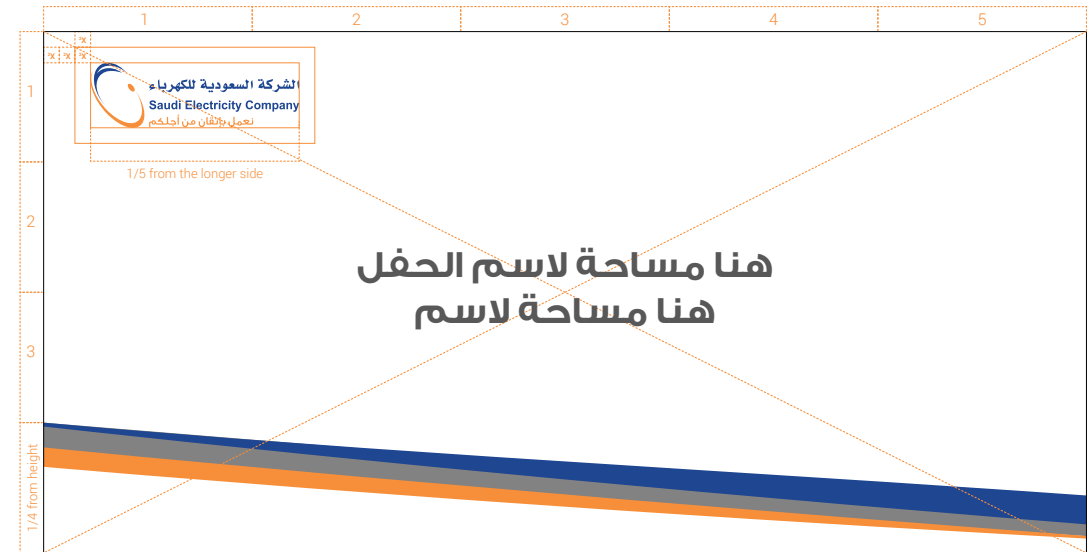 1 2 3 4 5
1
الشركة السعودية للكهرباء
Saudi Electricity Company
نعمل بإتقان من أجلكم
1/5 from the longer side
2
هنا مساحة لاسم الحفل
هنا مساحة لاسم
3
1/4 from height